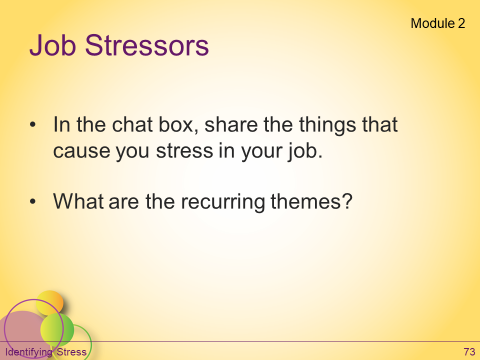 Module 2
Job Stressors
• In the chat box, share the things that
cause you stress in your job.
• What are the recurring themes?
Identifying Stress
73